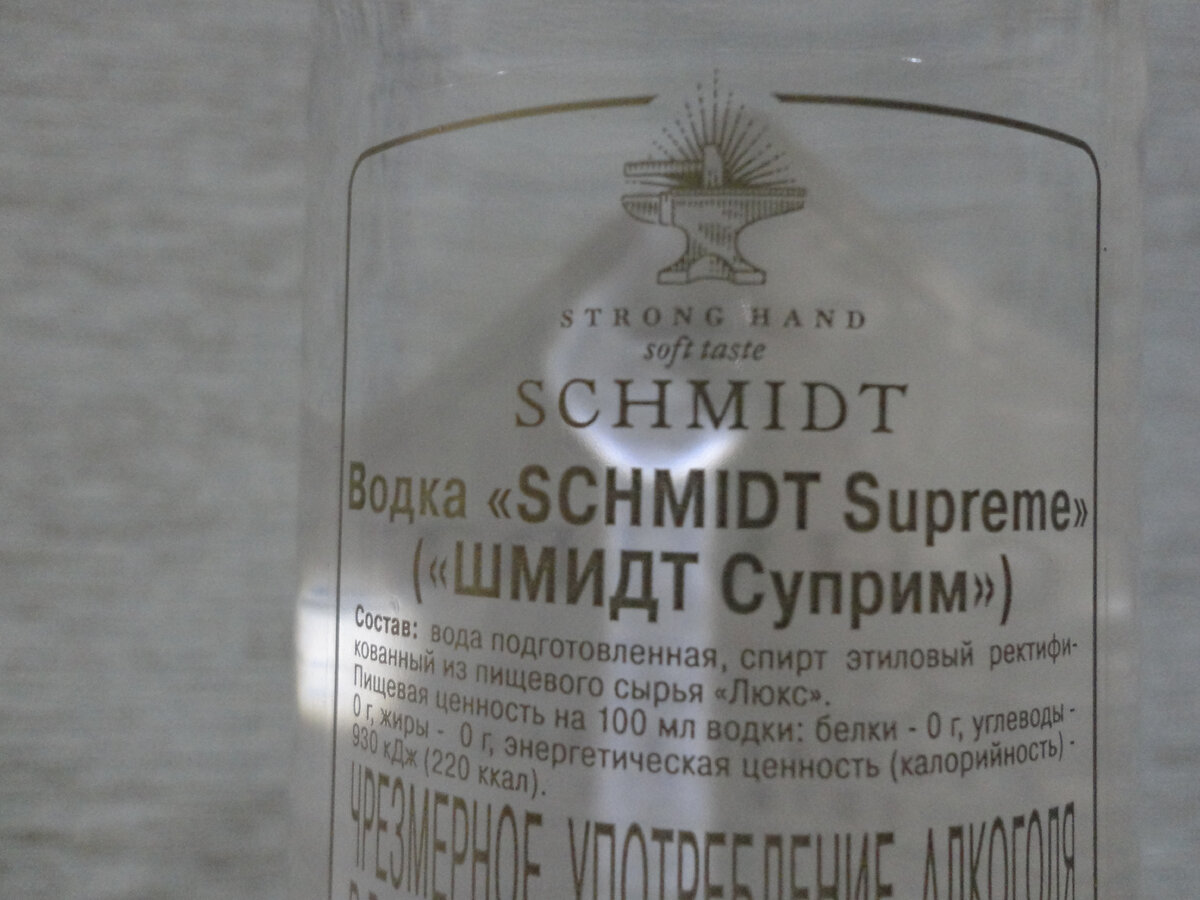 STRONG HAND
soft taste
SCHMIDT
Водка «SCHMIDT Supreme»
(«ШМИДТ Суприм»)
Состав: вода подготовленная, спирт этиловый ректифи-
кованный из пищевого сырья «Люкс».
Пищевая ценность на 100 мл водки: белки - 0 г, углеводы -
0 г, жиры - 0 г, энергетическая ценность (калорийность) -
930 кДж (220 ккал).
ЧРЕЗМЕРНОЕ УПОТРЕБЛЕНИЕ АЛКОГОЛЯ